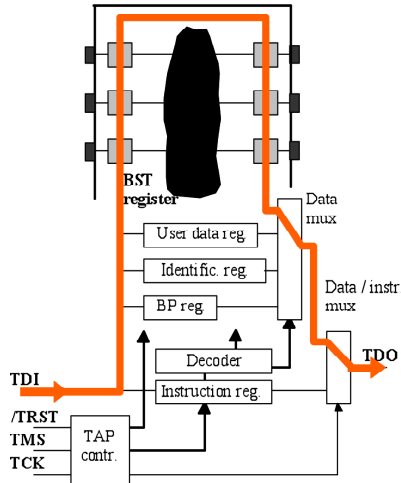 BST
register
Data
mux
User data reg.
Identific. reg.
BP reg.
Data / instr
mux
TDO
Decoder
TDI
Instruction reg.
/TRST
TMS
TCK
TAP
contr.